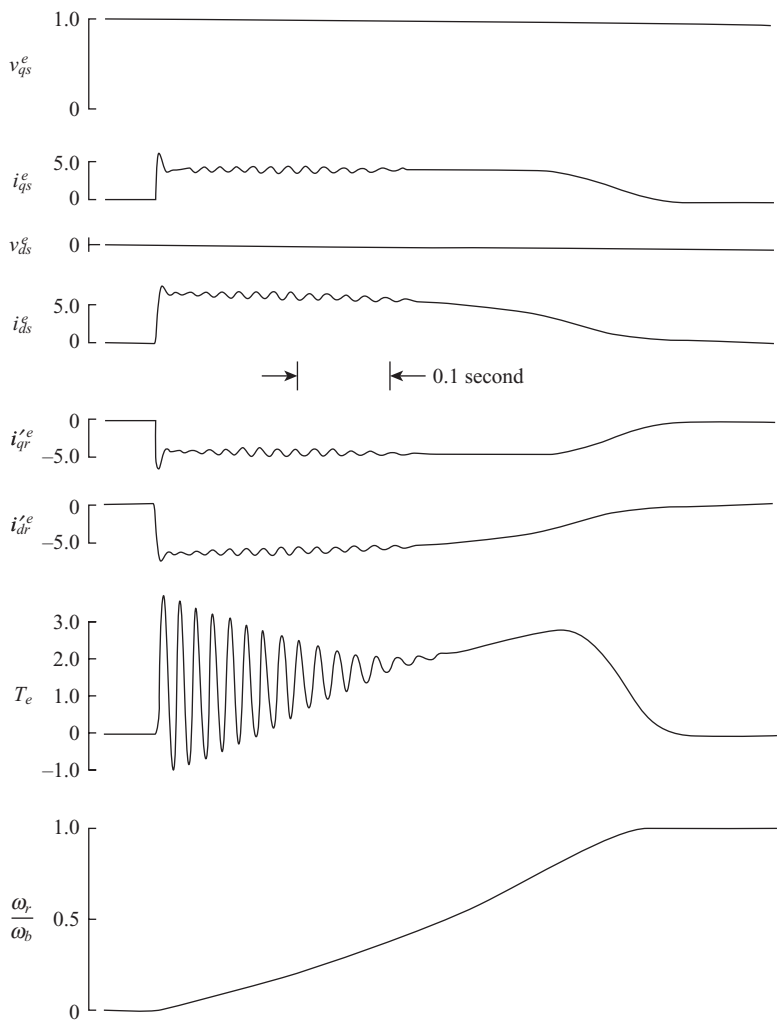 1.0
v^e_qs
0
5.0
i^e_qs
0
v^e_ds 0
i^e_ds 5.0
0
0.1 second
0
i'^e_qr
–5.0
0
i'^e_dr
–5.0
3.0
2.0
T_e 1.0
0
–1.0
1.0
ω_r
ω_b
0.5
0